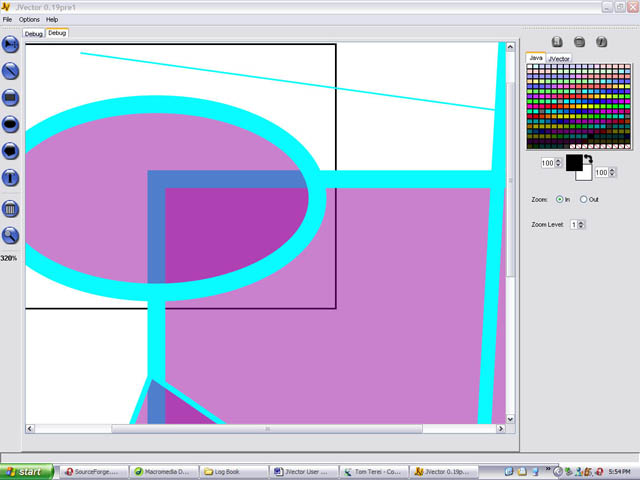 JVector 0.19pre1
File Options Help
Debug Debug
Java JVector
100
100
Zoom: In Out
Zoom Level: 1
320%
start SourceForge.... Macromedia D... Log Book JVector User ... Tom Terei - Co... JVector 0.19p... 5:54 PM